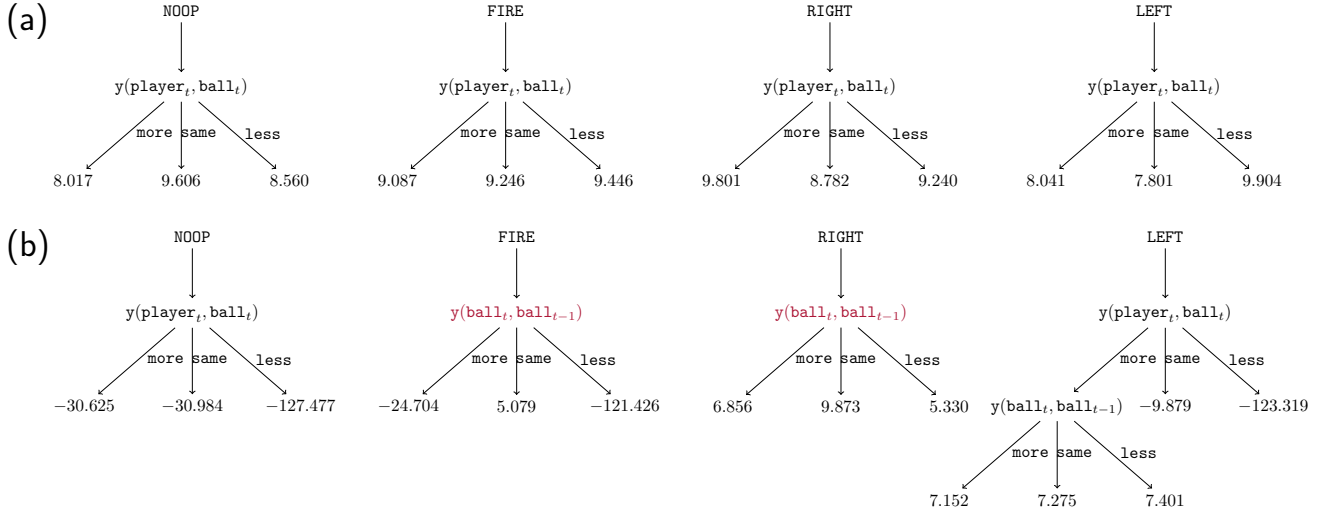 (a) NOOP FIRE RIGHT LEFT
y(player_t, ball_t) y(player_t, ball_t) y(player_t, ball_t) y(player_t, ball_t)
more same less more same less more same less more same less
8.017 9.606 8.560 9.087 9.246 9.446 9.801 8.782 9.240 8.041 7.801 9.904
(b) NOOP FIRE RIGHT LEFT
y(player_t, ball_t) y(ball_t, ball_{t−1}) y(ball_t, ball_{t−1}) y(player_t, ball_t)
more same less more same less more same less more same less
−30.625 −30.984 −127.477 −24.704 5.079 −121.426 6.856 9.873 5.330 y(ball_t, ball_{t−1}) −9.879 −123.319
more same less
7.152 7.275 7.401